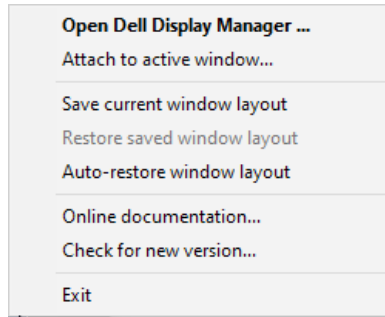 Open Dell Display Manager ...
Attach to active window...
Save current window layout
Restore saved window layout
Auto-restore window layout
Online documentation...
Check for new version...
Exit